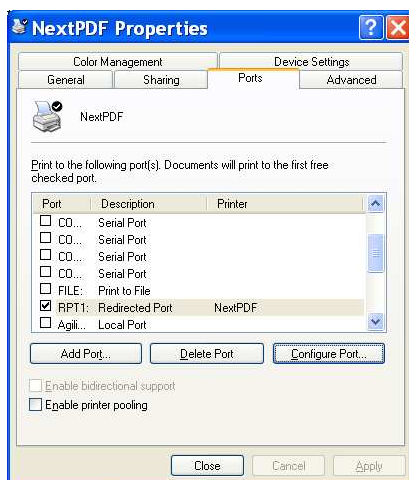 NextPDF Properties
Color Management Device Settings
General Sharing Ports Advanced
NextPDF
Print to the following port(s). Documents will print to the first free
checked port.
Port Description Printer
CO... Serial Port
CO... Serial Port
CO... Serial Port
CO... Serial Port
FILE: Print to File
RPT1: Redirected Port NextPDF
Agili... Local Port
Add Port... Delete Port Configure Port...
Enable bidirectional support
Enable printer pooling
Close Cancel Apply